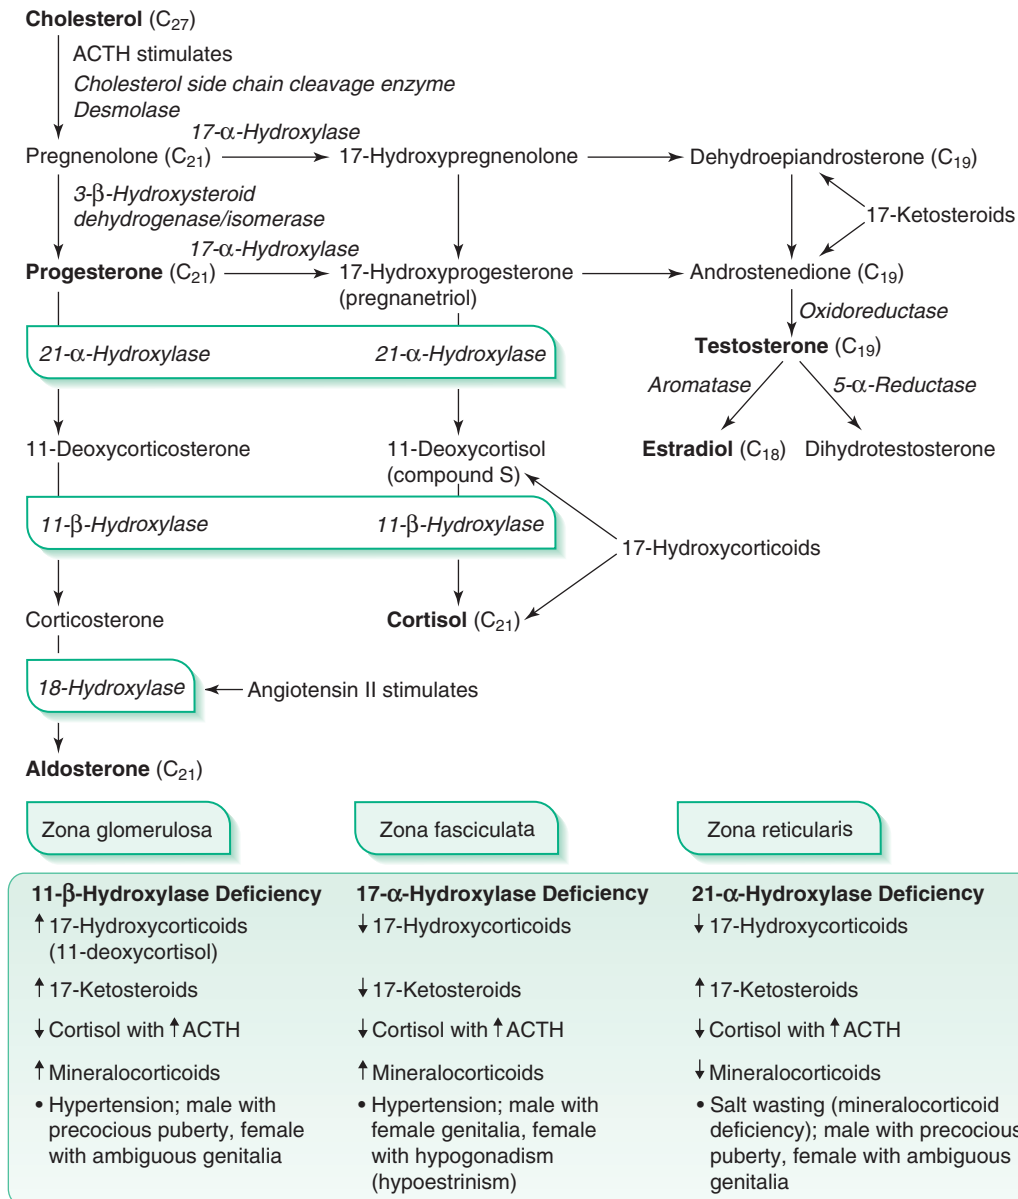 Cholesterol (C27)
ACTH stimulates
Cholesterol side chain cleavage enzyme
Desmolase
17-α-Hydroxylase
Pregnenolone (C21)
17-Hydroxypregnenolone
Dehydroepiandrosterone (C19)
3-β-Hydroxysteroid
dehydrogenase/isomerase
17-Ketosteroids
17-α-Hydroxylase
Progesterone (C21)
17-Hydroxyprogesterone
(pregnanetriol)
Androstenedione (C19)
Oxidoreductase
21-α-Hydroxylase
21-α-Hydroxylase
Testosterone (C19)
Aromatase
5-α-Reductase
11-Deoxycorticosterone
11-Deoxycortisol
(compound S)
Estradiol (C18)
Dihydrotestosterone
11-β-Hydroxylase
11-β-Hydroxylase
17-Hydroxycorticoids
Corticosterone
Cortisol (C21)
18-Hydroxylase
Angiotensin II stimulates
Aldosterone (C21)
Zona glomerulosa
Zona fasciculata
Zona reticularis
11-β-Hydroxylase Deficiency
↑ 17-Hydroxycorticoids
(11-deoxycortisol)
↑ 17-Ketosteroids
↓ Cortisol with ↑ ACTH
↑ Mineralocorticoids
• Hypertension; male with
precocious puberty, female
with ambiguous genitalia
17-α-Hydroxylase Deficiency
↓ 17-Hydroxycorticoids
↓ 17-Ketosteroids
↓ Cortisol with ↑ ACTH
↑ Mineralocorticoids
• Hypertension; male with
female genitalia, female
with hypogonadism
(hypoestrinism)
21-α-Hydroxylase Deficiency
↓ 17-Hydroxycorticoids
↑ 17-Ketosteroids
↓ Cortisol with ↑ ACTH
↓ Mineralocorticoids
• Salt wasting (mineralocorticoid
deficiency); male with precocious
puberty, female with ambiguous
genitalia